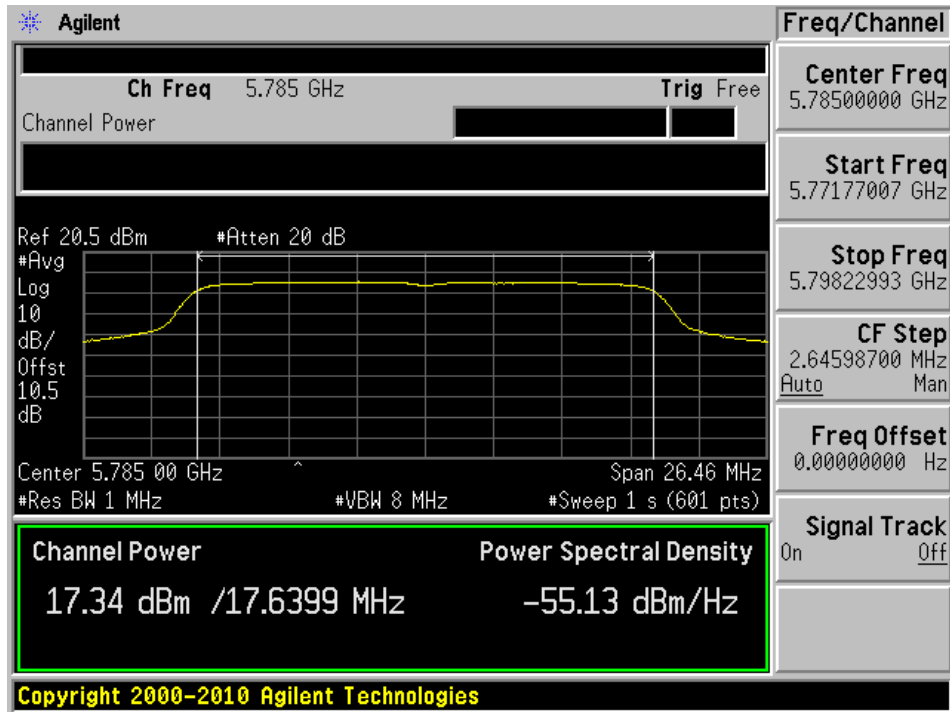 Agilent
Ch Freq 5.785 GHz Trig Free
Channel Power
Ref 20.5 dBm #Atten 20 dB
#Avg
Log
10
dB/
Offst
10.5
dB
Center 5.785 00 GHz ^ Span 26.46 MHz
#Res BW 1 MHz #VBW 8 MHz #Sweep 1 s (601 pts)
Channel Power Power Spectral Density
17.34 dBm /17.6399 MHz -55.13 dBm/Hz
Copyright 2000-2010 Agilent Technologies
Freq/Channel
Center Freq
5.78500000 GHz
Start Freq
5.77177007 GHz
Stop Freq
5.79822993 GHz
CF Step
2.64598700 MHz
Auto Man
Freq Offset
0.00000000 Hz
Signal Track
On Off